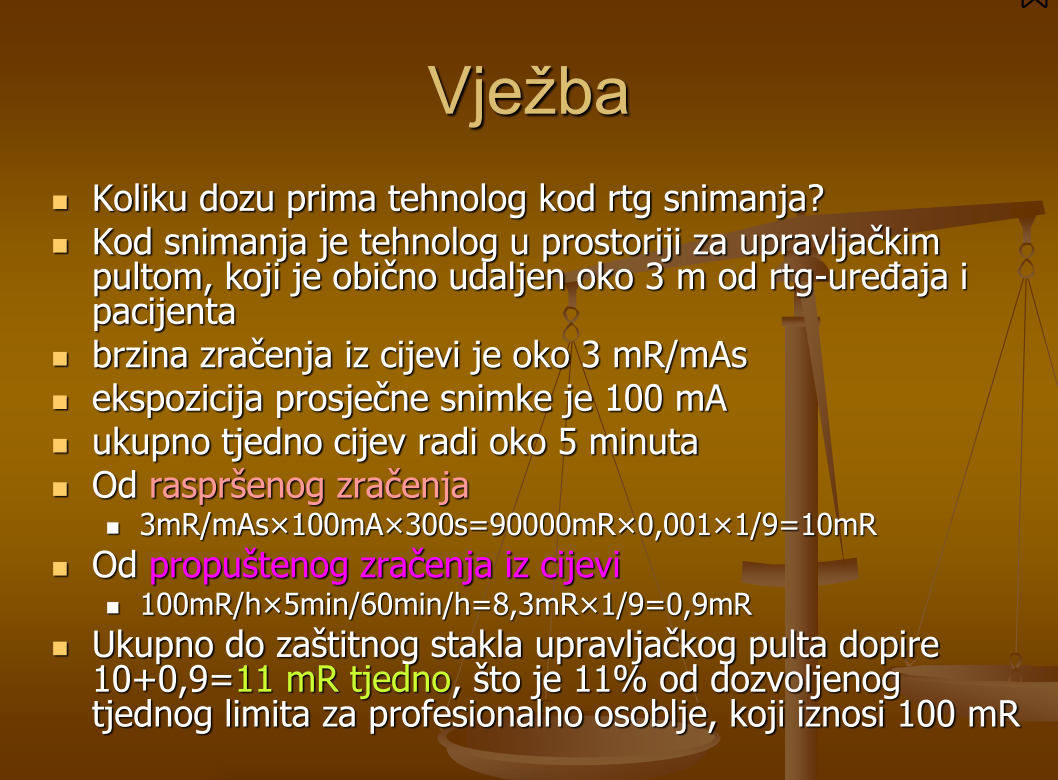 Vježba
Koliku dozu prima tehnolog kod rtg snimanja?
Kod snimanja je tehnolog u prostoriji za upravljačkim
pultom, koji je obično udaljen oko 3 m od rtg-uređaja i
pacijenta
brzina zračenja iz cijevi je oko 3 mR/mAs
ekspozicija prosječne snimke je 100 mA
ukupno tjedno cijev radi oko 5 minuta
Od raspršenog zračenja
3mR/mAs×100mA×300s=90000mR×0,001×1/9=10mR
Od propuštenog zračenja iz cijevi
100mR/h×5min/60min/h=8,3mR×1/9=0,9mR
Ukupno do zaštitnog stakla upravljačkog pulta dopire
10+0,9=11 mR tjedno, što je 11% od dozvoljenog
tjednog limita za profesionalno osoblje, koji iznosi 100 mR